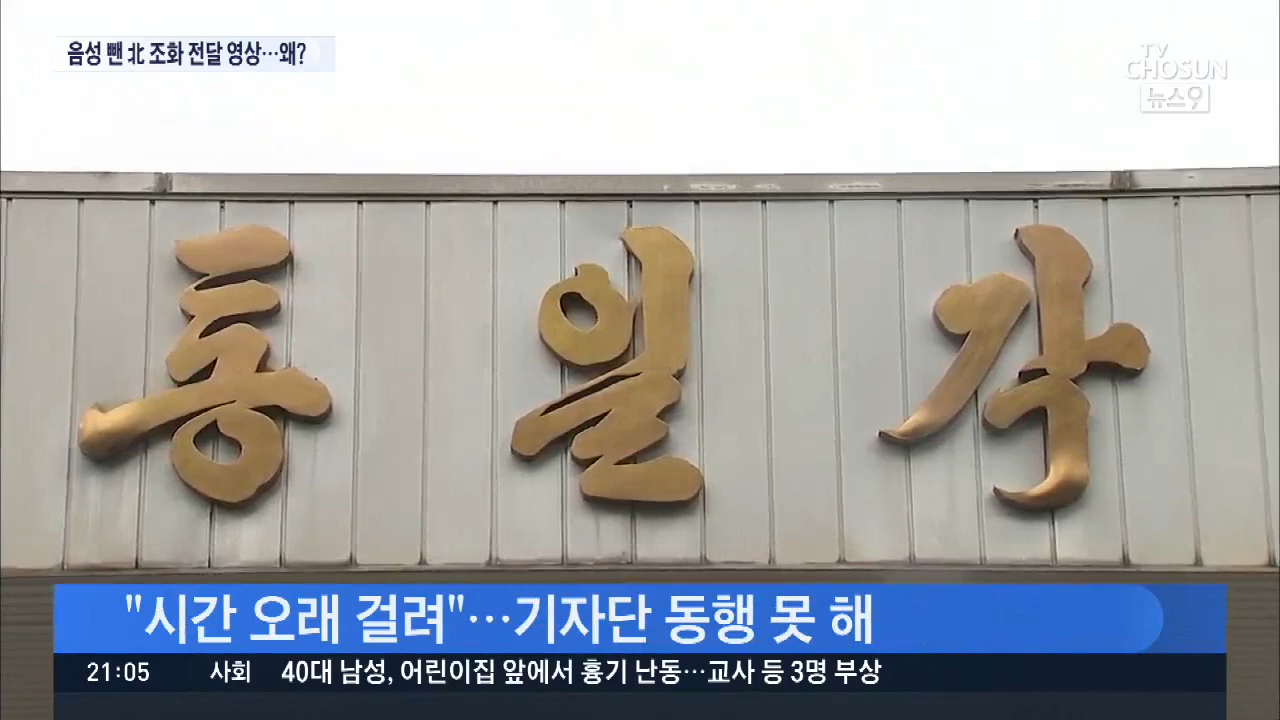 음성 뺀 北 조화 전달 영상…왜?
TV
CHOSUN
뉴스9
통일각
"시간 오래 걸려"…기자단 동행 못 해
21:05 사회 40대 남성, 어린이집 앞에서 흉기 난동…교사 등 3명 부상